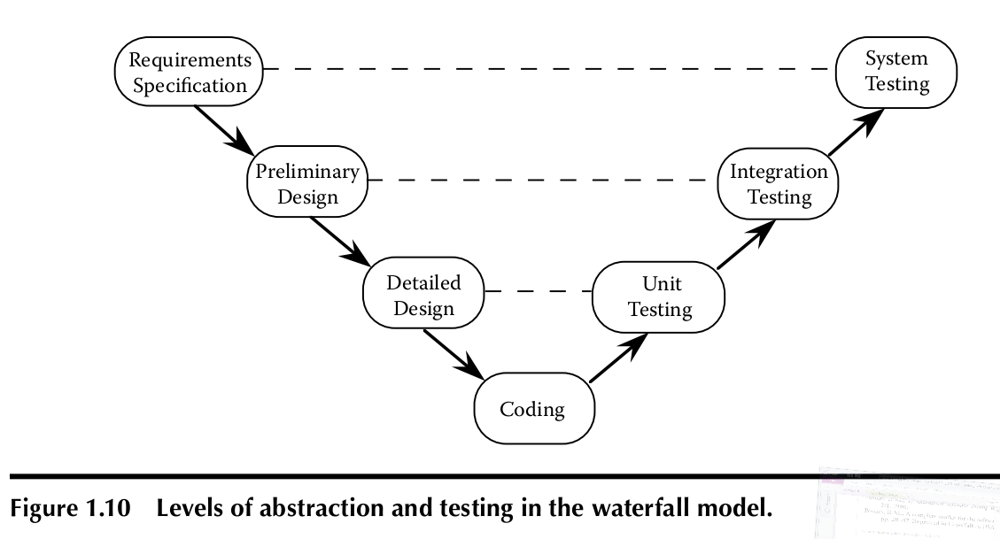 Requirements
Specification
System
Testing
Preliminary
Design
Integration
Testing
Detailed
Design
Unit
Testing
Coding
Figure 1.10 Levels of abstraction and testing in the waterfall model.